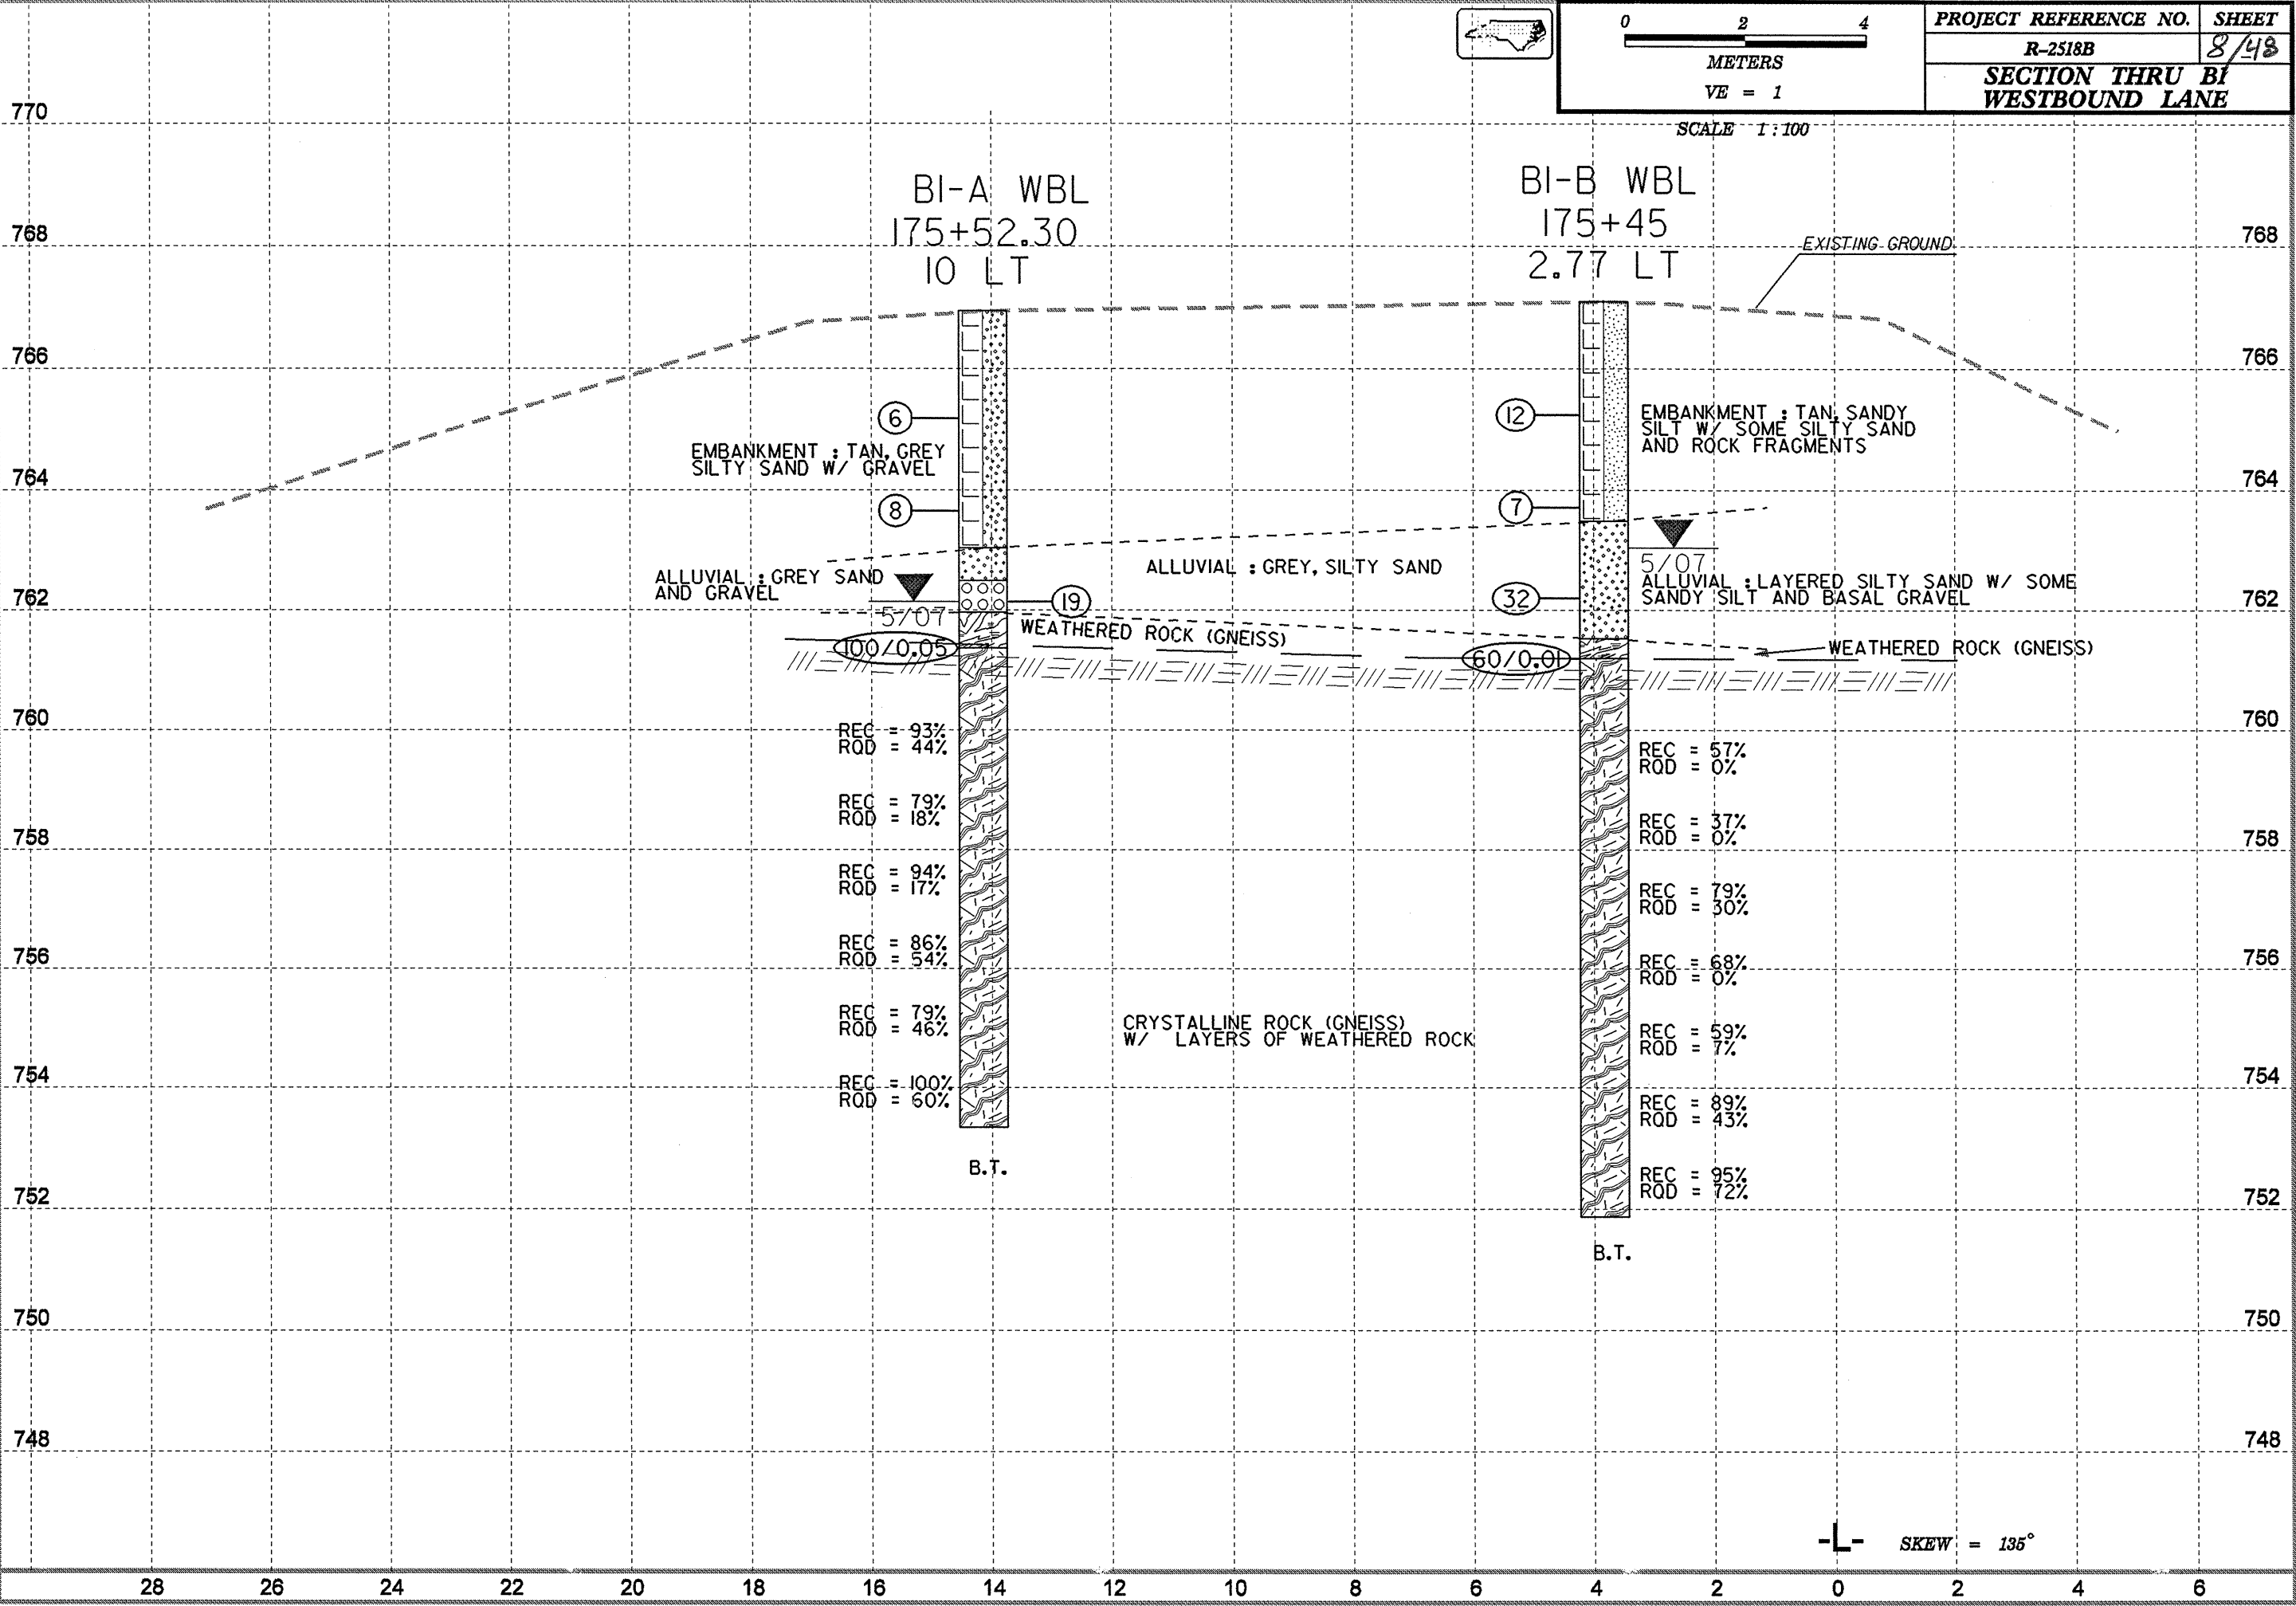 0 2 4
METERS
VE = 1
SCALE 1 : 100
PROJECT REFERENCE NO. SHEET
R-2518B 8/48
SECTION THRU B1
WESTBOUND LANE
770
768 768
766 766
764 764
762 762
760 760
758 758
756 756
754 754
752 752
750 750
748 748
B1-A WBL
175+52.30
10 LT
B1-B WBL
175+45
2.77 LT
EXISTING GROUND
6
EMBANKMENT : TAN, GREY
SILTY SAND W/ GRAVEL
8
12
EMBANKMENT : TAN, SANDY
SILT W/ SOME SILTY SAND
AND ROCK FRAGMENTS
7
ALLUVIAL : GREY SAND
AND GRAVEL
5/07
19
ALLUVIAL : GREY, SILTY SAND
32
5/07
ALLUVIAL : LAYERED SILTY SAND W/ SOME
SANDY SILT AND BASAL GRAVEL
100/0.05
WEATHERED ROCK (GNEISS)
60/0.01
WEATHERED ROCK (GNEISS)
REC = 93%
RQD = 44%
REC = 79%
RQD = 18%
REC = 94%
RQD = 17%
REC = 86%
RQD = 54%
REC = 79%
RQD = 46%
REC = 100%
RQD = 60%
B.T.
CRYSTALLINE ROCK (GNEISS)
W/ LAYERS OF WEATHERED ROCK
REC = 57%
RQD = 0%
REC = 37%
RQD = 0%
REC = 79%
RQD = 30%
REC = 68%
RQD = 0%
REC = 59%
RQD = 7%
REC = 89%
RQD = 43%
REC = 95%
RQD = 72%
B.T.
-L- SKEW = 135°
28 26 24 22 20 18 16 14 12 10 8 6 4 2 0 2 4 6